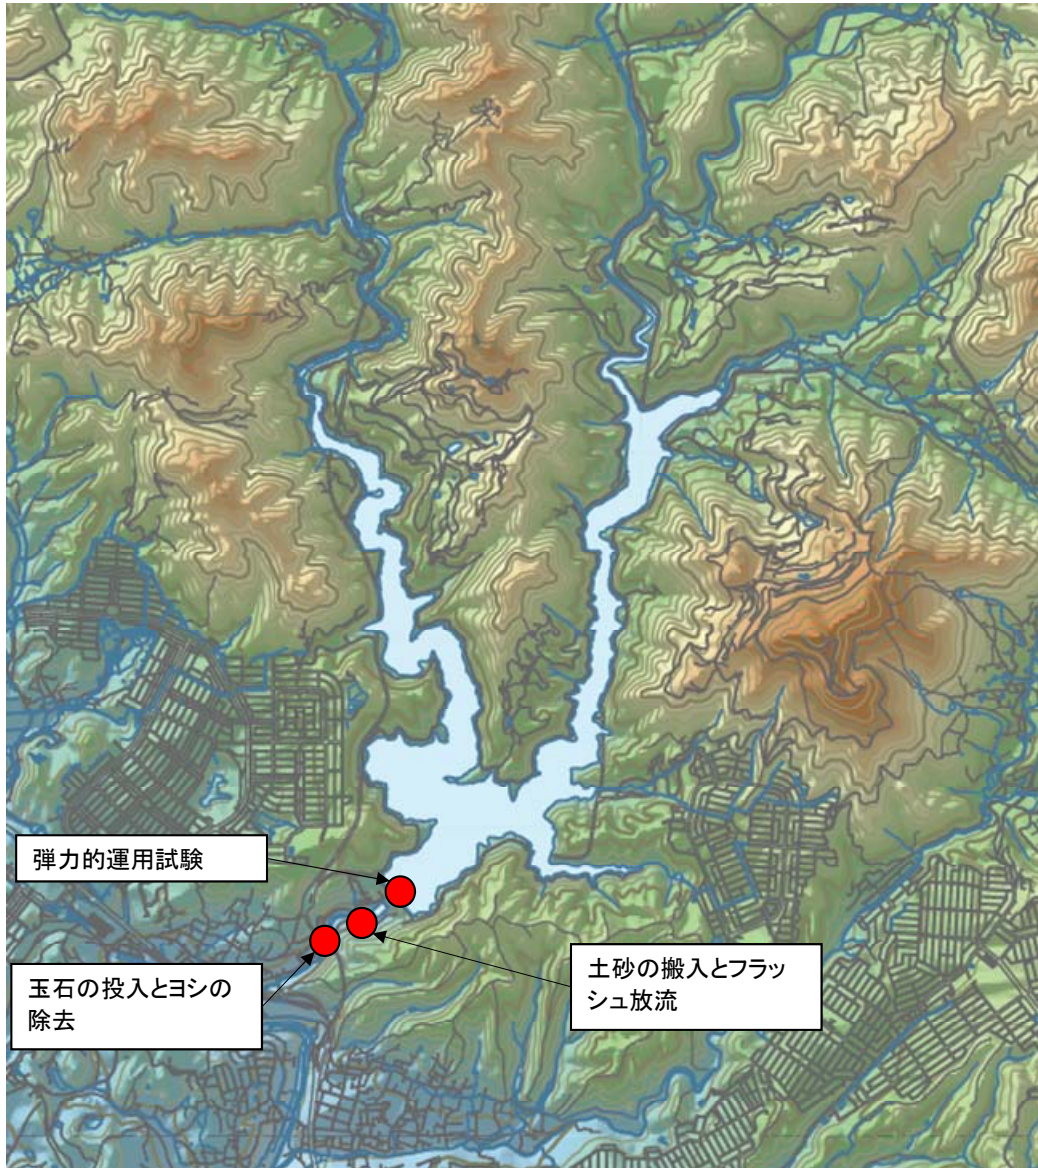 弾力的運用試験
土砂の搬入とフラッ
シュ放流
玉石の投入とヨシの
除去